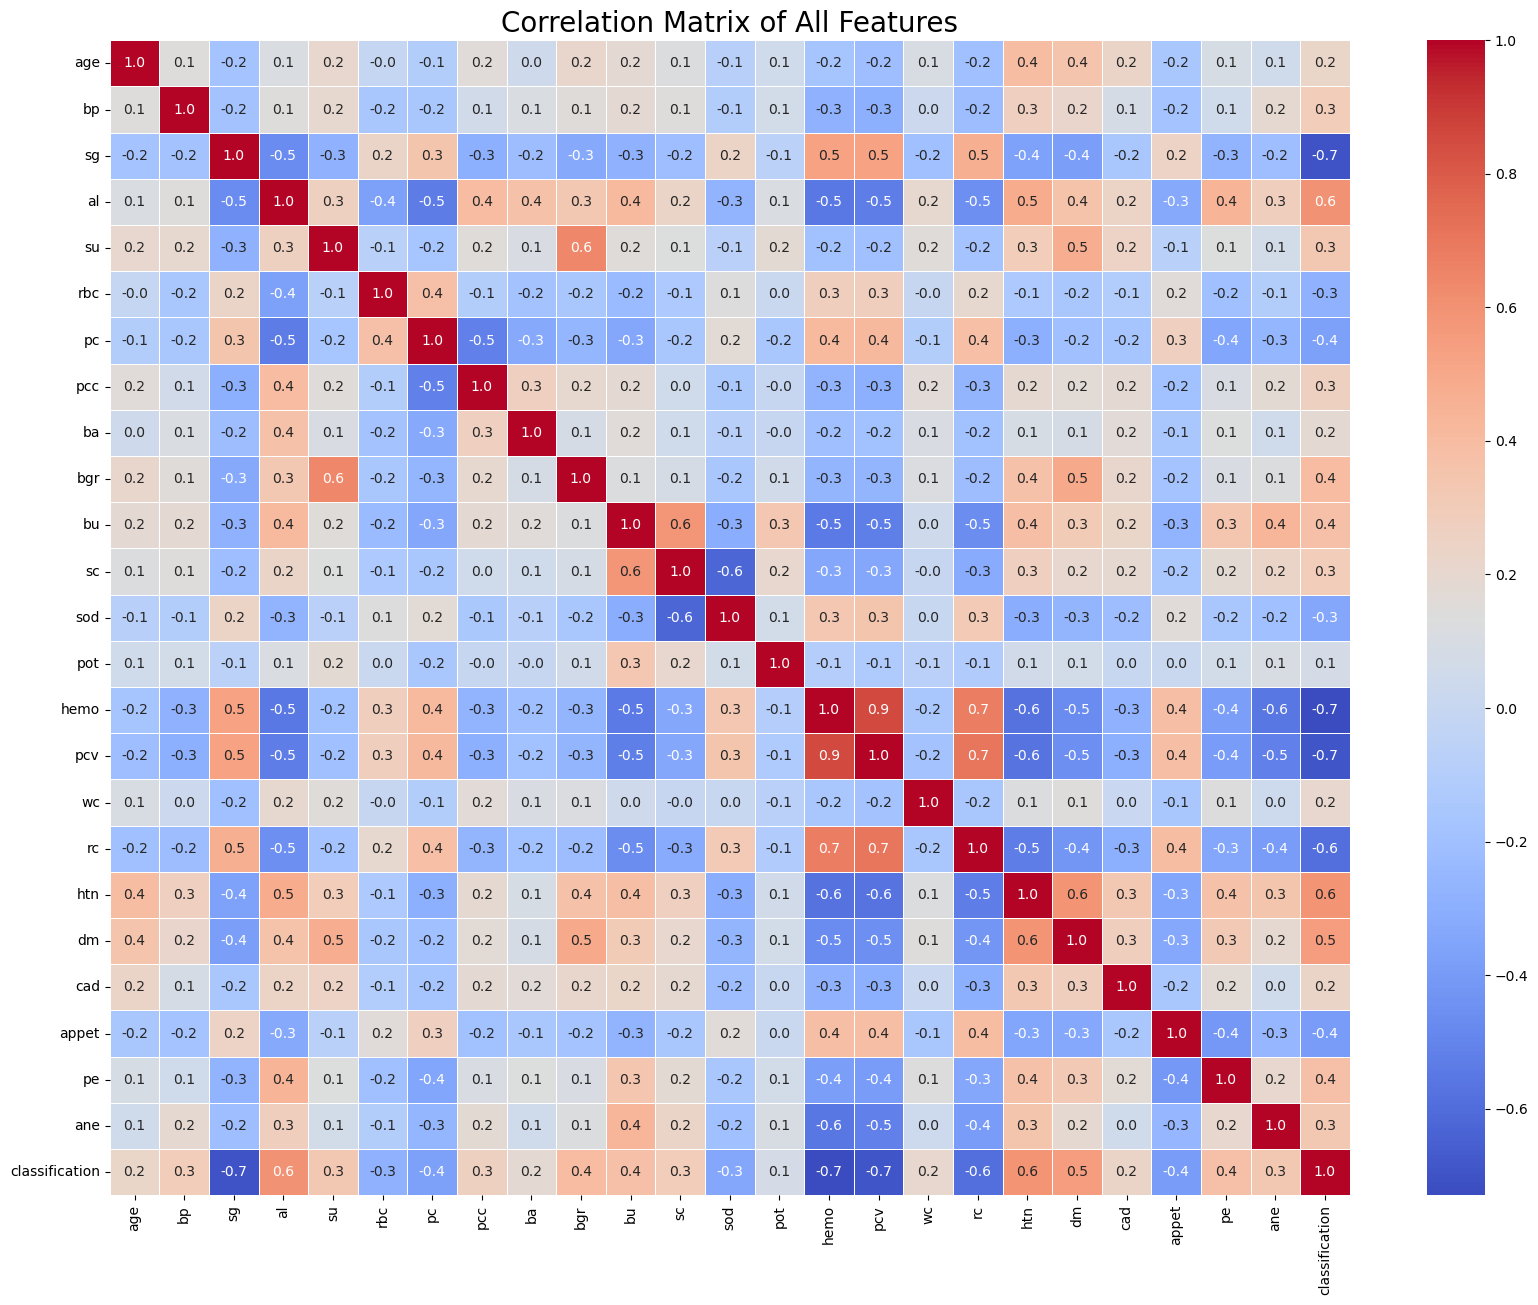 Correlation Matrix of All Features
age 1.0 0.1 -0.2 0.1 0.2 -0.0 -0.1 0.2 0.0 0.2 0.2 0.1 -0.1 0.1 -0.2 -0.2 0.1 -0.2 0.4 0.4 0.2 -0.2 0.1 0.1 0.2
bp 0.1 1.0 -0.2 0.1 0.2 -0.2 -0.2 0.1 0.1 0.1 0.2 0.1 -0.1 0.1 -0.3 -0.3 0.0 -0.2 0.3 0.2 0.1 -0.2 0.1 0.2 0.3
sg -0.2 -0.2 1.0 -0.5 -0.3 0.2 0.3 -0.3 -0.2 -0.3 -0.3 -0.2 0.2 -0.1 0.5 0.5 -0.2 0.5 -0.4 -0.4 -0.2 0.2 -0.3 -0.2 -0.7
al 0.1 0.1 -0.5 1.0 0.3 -0.4 -0.5 0.4 0.4 0.3 0.4 0.2 -0.3 0.1 -0.5 -0.5 0.2 -0.5 0.5 0.4 0.2 -0.3 0.4 0.3 0.6
su 0.2 0.2 -0.3 0.3 1.0 -0.1 -0.2 0.2 0.1 0.6 0.2 0.1 -0.1 0.2 -0.2 -0.2 0.2 -0.2 0.3 0.5 0.2 -0.1 0.1 0.1 0.3
rbc -0.0 -0.2 0.2 -0.4 -0.1 1.0 0.4 -0.1 -0.2 -0.2 -0.2 -0.1 0.1 0.0 0.3 0.3 -0.0 0.2 -0.1 -0.2 -0.1 0.2 -0.2 -0.1 -0.3
pc -0.1 -0.2 0.3 -0.5 -0.2 0.4 1.0 -0.5 -0.3 -0.3 -0.3 -0.2 0.2 -0.2 0.4 0.4 -0.1 0.4 -0.3 -0.2 -0.2 0.3 -0.4 -0.3 -0.4
pcc 0.2 0.1 -0.3 0.4 0.2 -0.1 -0.5 1.0 0.3 0.2 0.2 0.0 -0.1 -0.0 -0.3 -0.3 0.2 -0.3 0.2 0.2 0.2 -0.2 0.1 0.2 0.3
ba 0.0 0.1 -0.2 0.4 0.1 -0.2 -0.3 0.3 1.0 0.1 0.2 0.1 -0.1 -0.0 -0.2 -0.2 0.1 -0.2 0.1 0.1 0.2 -0.1 0.1 0.1 0.2
bgr 0.2 0.1 -0.3 0.3 0.6 -0.2 -0.3 0.2 0.1 1.0 0.1 0.1 -0.2 0.1 -0.3 -0.3 0.1 -0.2 0.4 0.5 0.2 -0.2 0.1 0.1 0.4
bu 0.2 0.2 -0.3 0.4 0.2 -0.2 -0.3 0.2 0.2 0.1 1.0 0.6 -0.3 0.3 -0.5 -0.5 0.0 -0.5 0.4 0.3 0.2 -0.3 0.3 0.4 0.4
sc 0.1 0.1 -0.2 0.2 0.1 -0.1 -0.2 0.0 0.1 0.1 0.6 1.0 -0.6 0.2 -0.3 -0.3 -0.0 -0.3 0.3 0.2 0.2 -0.2 0.2 0.2 0.3
sod -0.1 -0.1 0.2 -0.3 -0.1 0.1 0.2 -0.1 -0.1 -0.2 -0.3 -0.6 1.0 0.1 0.3 0.3 0.0 0.3 -0.3 -0.3 -0.2 0.2 -0.2 -0.2 -0.3
pot 0.1 0.1 -0.1 0.1 0.2 0.0 -0.2 -0.0 -0.0 0.1 0.3 0.2 0.1 1.0 -0.1 -0.1 -0.1 -0.1 0.1 0.1 0.0 0.0 0.1 0.1 0.1
hemo -0.2 -0.3 0.5 -0.5 -0.2 0.3 0.4 -0.3 -0.2 -0.3 -0.5 -0.3 0.3 -0.1 1.0 0.9 -0.2 0.7 -0.6 -0.5 -0.3 0.4 -0.4 -0.6 -0.7
pcv -0.2 -0.3 0.5 -0.5 -0.2 0.3 0.4 -0.3 -0.2 -0.3 -0.5 -0.3 0.3 -0.1 0.9 1.0 -0.2 0.7 -0.6 -0.5 -0.3 0.4 -0.4 -0.5 -0.7
wc 0.1 0.0 -0.2 0.2 0.2 -0.0 -0.1 0.2 0.1 0.1 0.0 -0.0 0.0 -0.1 -0.2 -0.2 1.0 -0.2 0.1 0.1 0.0 -0.1 0.1 0.0 0.2
rc -0.2 -0.2 0.5 -0.5 -0.2 0.2 0.4 -0.3 -0.2 -0.2 -0.5 -0.3 0.3 -0.1 0.7 0.7 -0.2 1.0 -0.5 -0.4 -0.3 0.4 -0.3 -0.4 -0.6
htn 0.4 0.3 -0.4 0.5 0.3 -0.1 -0.3 0.2 0.1 0.4 0.4 0.3 -0.3 0.1 -0.6 -0.6 0.1 -0.5 1.0 0.6 0.3 -0.3 0.4 0.3 0.6
dm 0.4 0.2 -0.4 0.4 0.5 -0.2 -0.2 0.2 0.1 0.5 0.3 0.2 -0.3 0.1 -0.5 -0.5 0.1 -0.4 0.6 1.0 0.3 -0.3 0.3 0.2 0.5
cad 0.2 0.1 -0.2 0.2 0.2 -0.1 -0.2 0.2 0.2 0.2 0.2 0.2 -0.2 0.0 -0.3 -0.3 0.0 -0.3 0.3 0.3 1.0 -0.2 0.2 0.0 0.2
appet -0.2 -0.2 0.2 -0.3 -0.1 0.2 0.3 -0.2 -0.1 -0.2 -0.3 -0.2 0.2 0.0 0.4 0.4 -0.1 0.4 -0.3 -0.3 -0.2 1.0 -0.4 -0.3 -0.4
pe 0.1 0.1 -0.3 0.4 0.1 -0.2 -0.4 0.1 0.1 0.1 0.3 0.2 -0.2 0.1 -0.4 -0.4 0.1 -0.3 0.4 0.3 0.2 -0.4 1.0 0.2 0.4
ane 0.1 0.2 -0.2 0.3 0.1 -0.1 -0.3 0.2 0.1 0.1 0.4 0.2 -0.2 0.1 -0.6 -0.5 0.0 -0.4 0.3 0.2 0.0 -0.3 0.2 1.0 0.3
classification 0.2 0.3 -0.7 0.6 0.3 -0.3 -0.4 0.3 0.2 0.4 0.4 0.3 -0.3 0.1 -0.7 -0.7 0.2 -0.6 0.6 0.5 0.2 -0.4 0.4 0.3 1.0
age bp sg al su rbc pc pcc ba bgr bu sc sod pot hemo pcv wc rc htn dm cad appet pe ane classification
1.0
0.8
0.6
0.4
0.2
0.0
-0.2
-0.4
-0.6